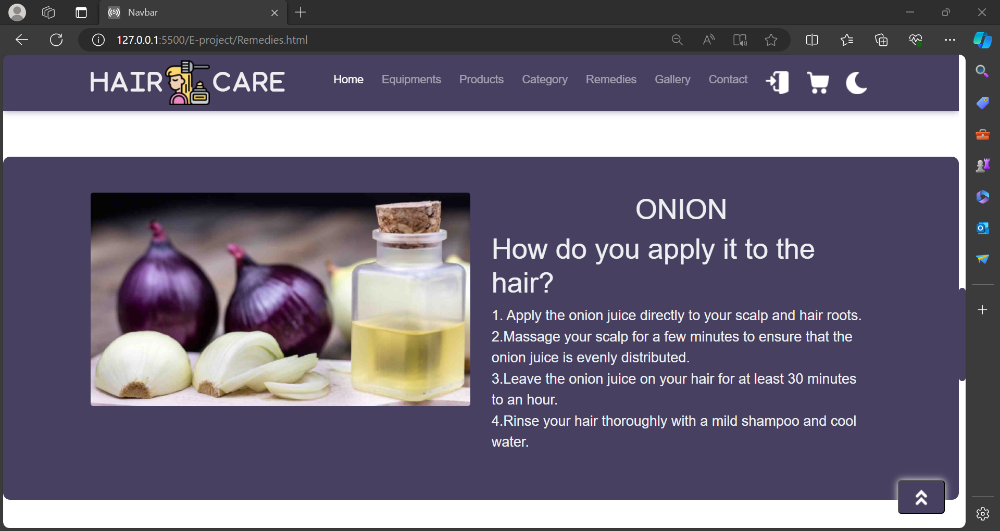 Navbar
127.0.0.1:5500/E-project/Remedies.html
HAIR CARE
Home Equipments Products Category Remedies Gallery Contact
ONION
How do you apply it to the
hair?
1. Apply the onion juice directly to your scalp and hair roots.
2.Massage your scalp for a few minutes to ensure that the
onion juice is evenly distributed.
3.Leave the onion juice on your hair for at least 30 minutes
to an hour.
4.Rinse your hair thoroughly with a mild shampoo and cool
water.